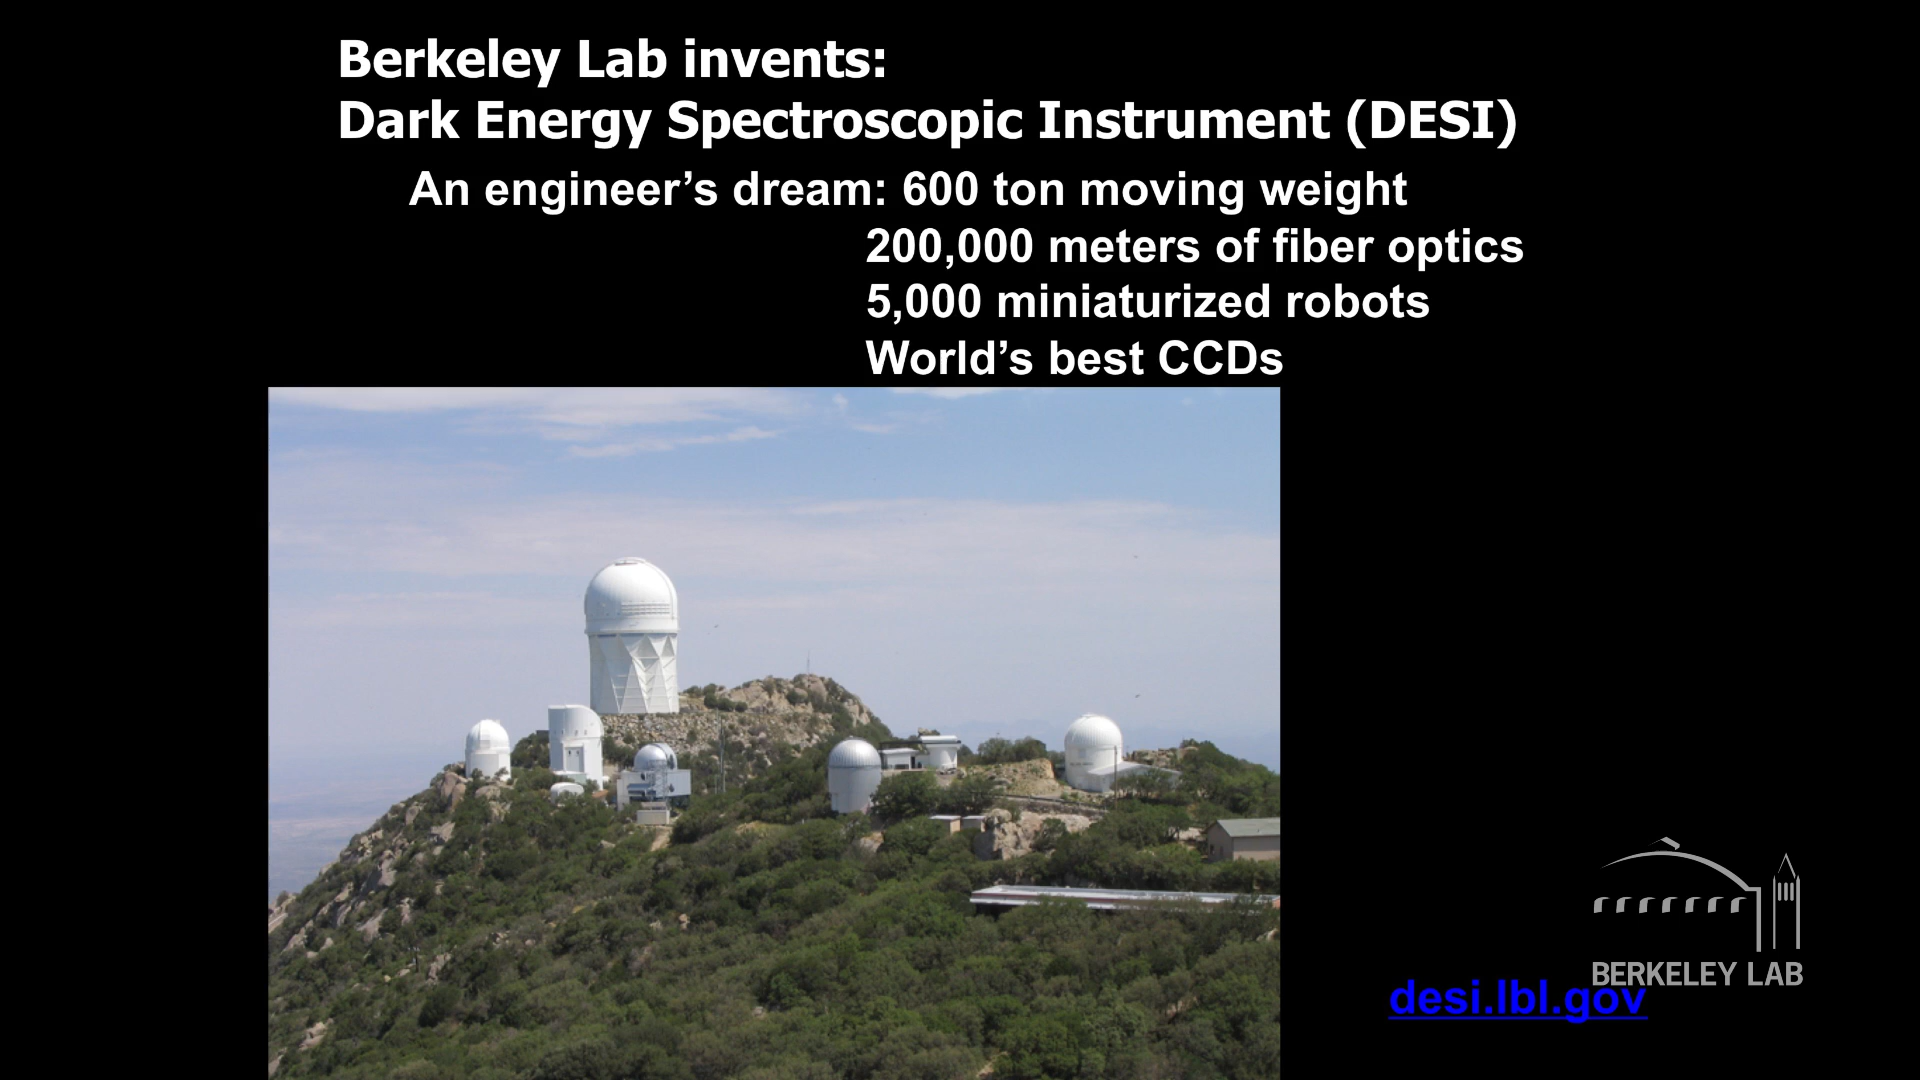 Berkeley Lab invents:
Dark Energy Spectroscopic Instrument (DESI)
An engineer’s dream: 600 ton moving weight
200,000 meters of fiber optics
5,000 miniaturized robots
World’s best CCDs
BERKELEY LAB
desi.lbl.gov